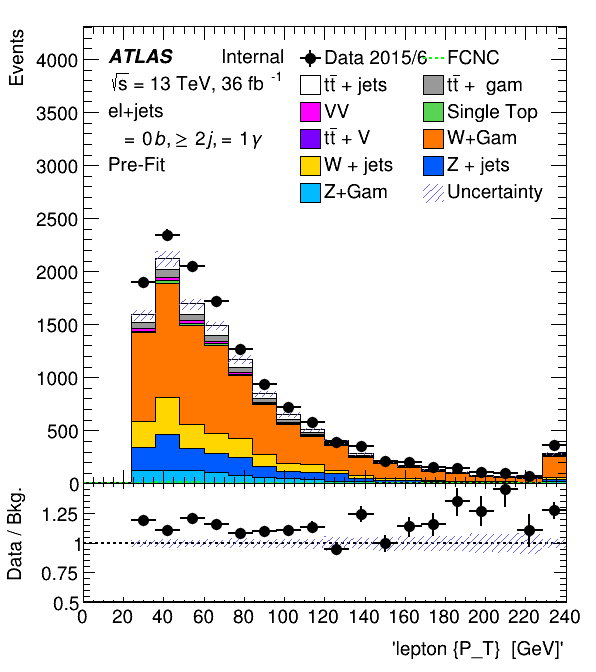 Events
4000
3500
3000
2500
2000
1500
1000
500
0
ATLAS Internal
√s = 13 TeV, 36 fb⁻¹
el+jets
= 0b, ≥ 2j, = 1γ
Pre-Fit
Data 2015/6 FCNC
tt̄ + jets tt̄ + gam
VV Single Top
tt̄ + V W+Gam
W + jets Z + jets
Z+Gam Uncertainty
Data / Bkg.
1.25
1
0.75
0.5
0 20 40 60 80 100 120 140 160 180 200 220 240
'lepton {P_T} [GeV]'